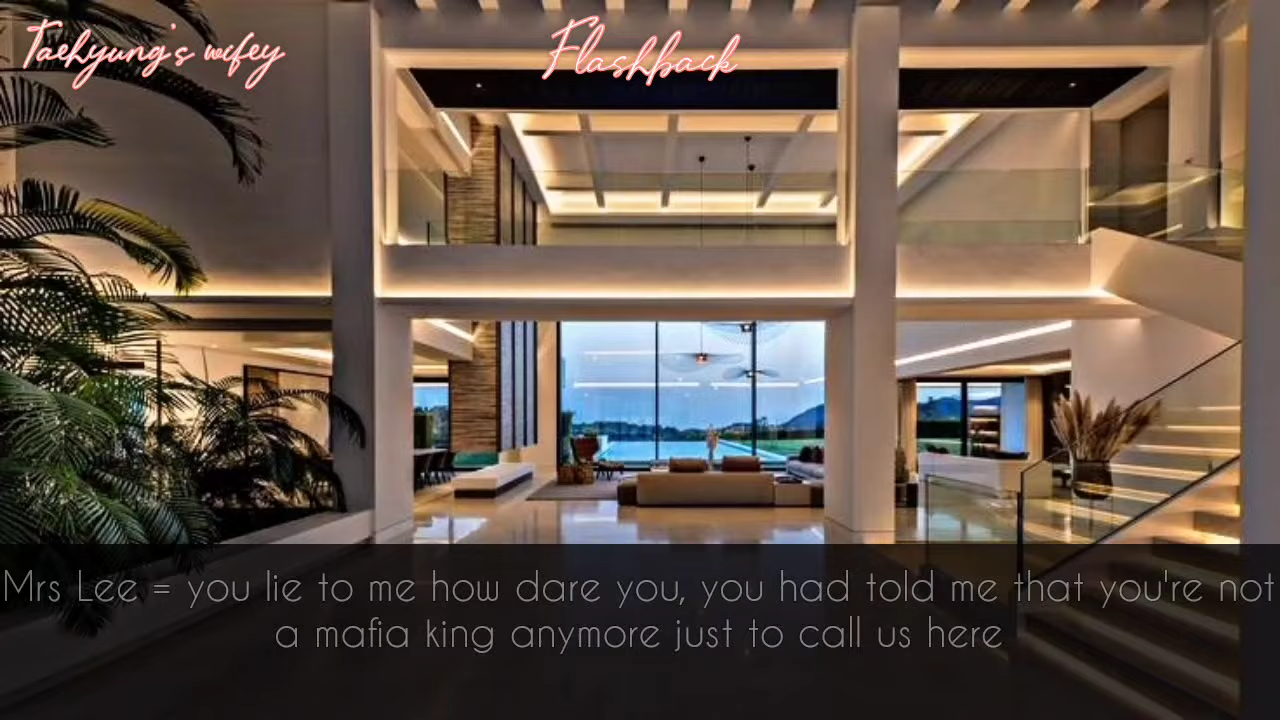 Taehyung's wifey
Flashback
Mrs Lee = you lie to me how dare you, you had told me that you're not
a mafia king anymore just to call us here